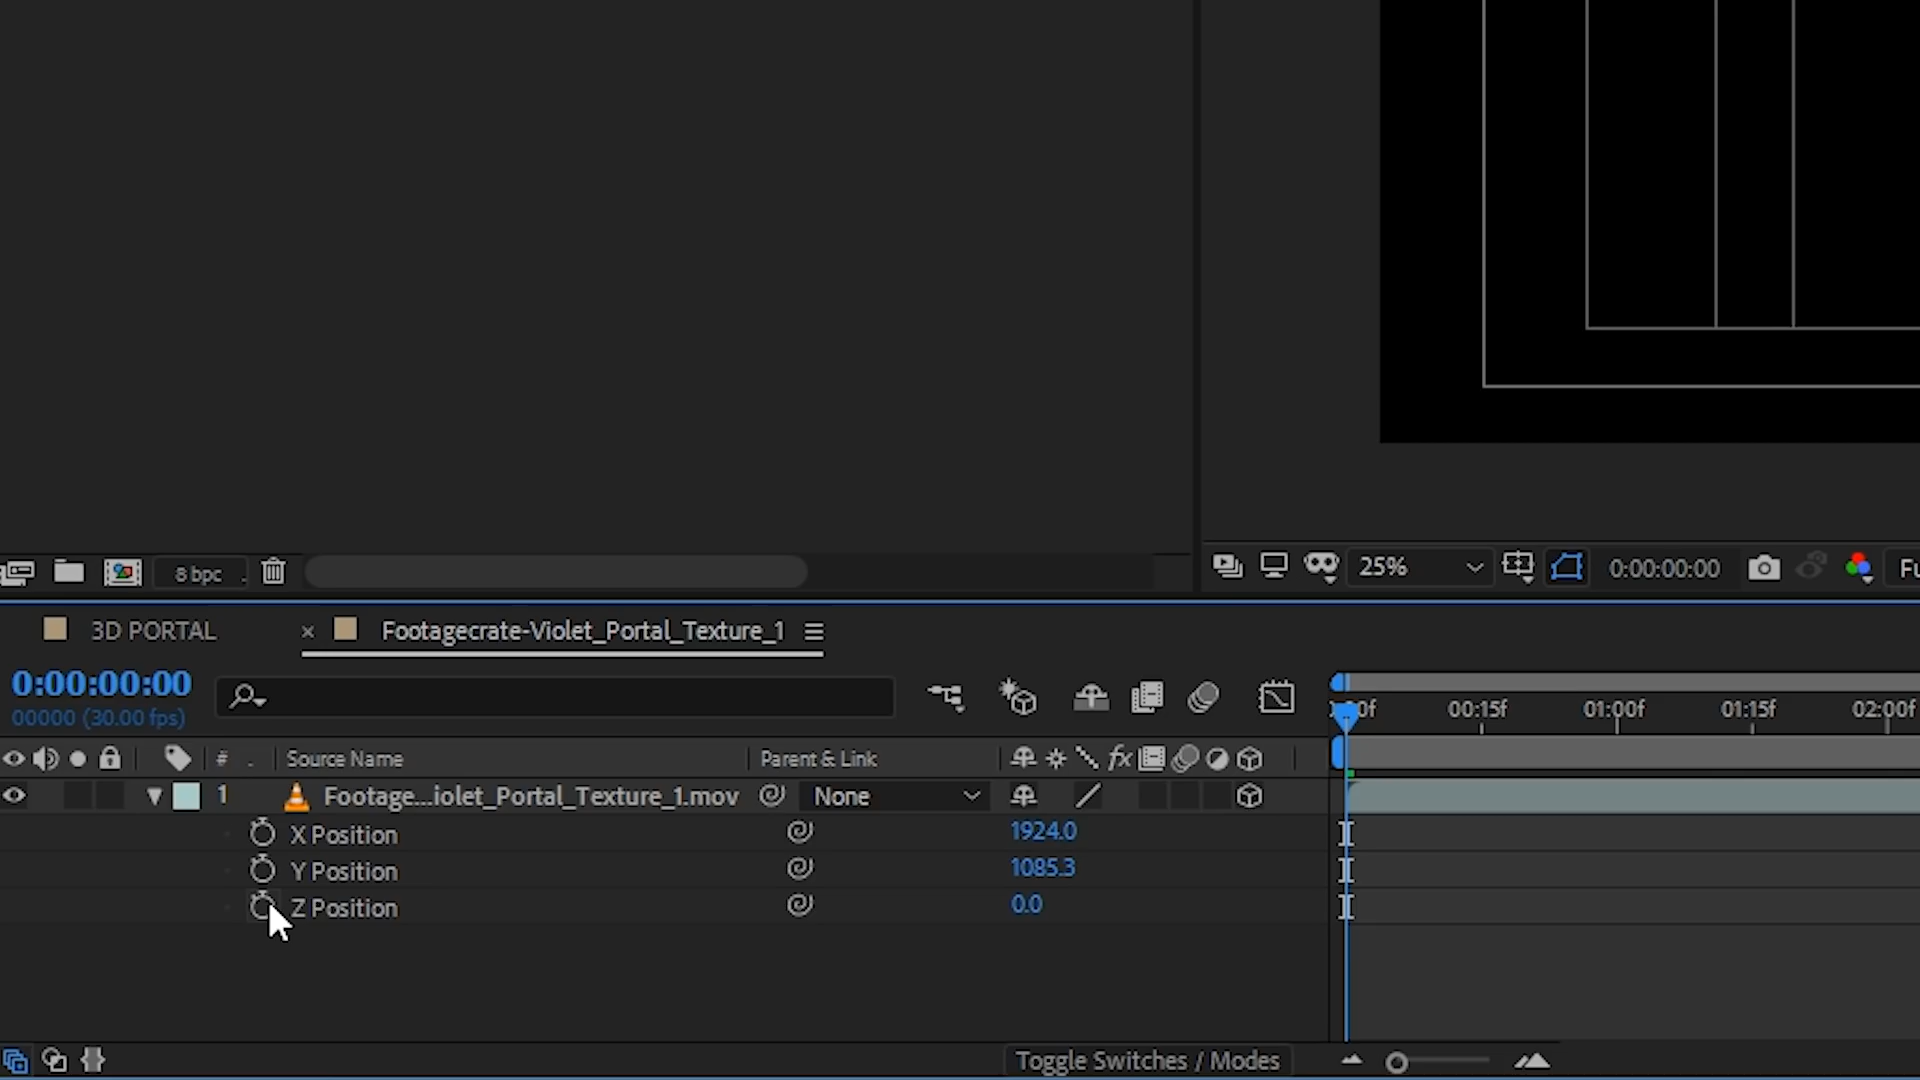 8 bpc
25%
0:00:00:00
3D PORTAL
× Footagecrate-Violet_Portal_Texture_1
0:00:00:00
00000 (30.00 fps)
00:15f 01:00f 01:15f 02:00f
# . Source Name Parent & Link fx
1 Footage...iolet_Portal_Texture_1.mov None
X Position 1924.0
Y Position 1085.3
Z Position 0.0
Toggle Switches / Modes